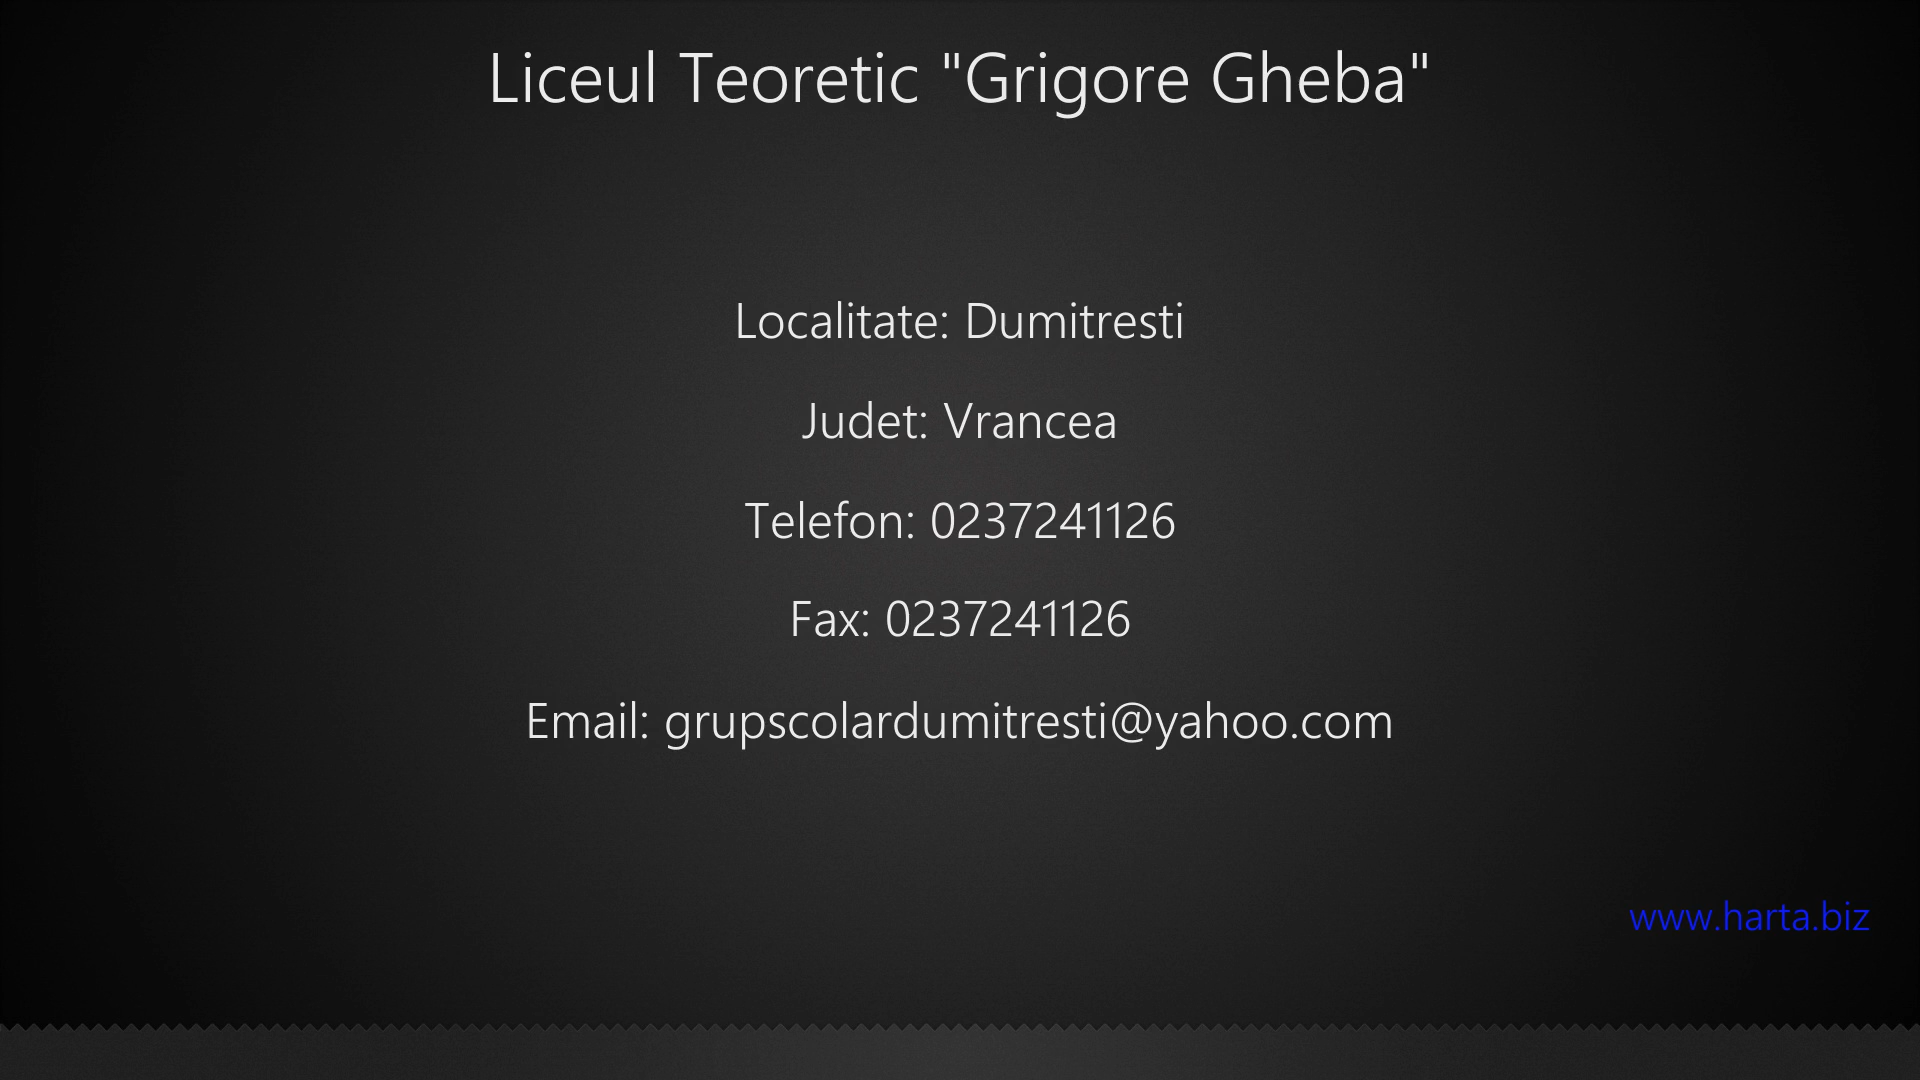 Liceul Teoretic "Grigore Gheba"
Localitate: Dumitresti
Judet: Vrancea
Telefon: 0237241126
Fax: 0237241126
Email: grupscolardumitresti@yahoo.com
www.harta.biz